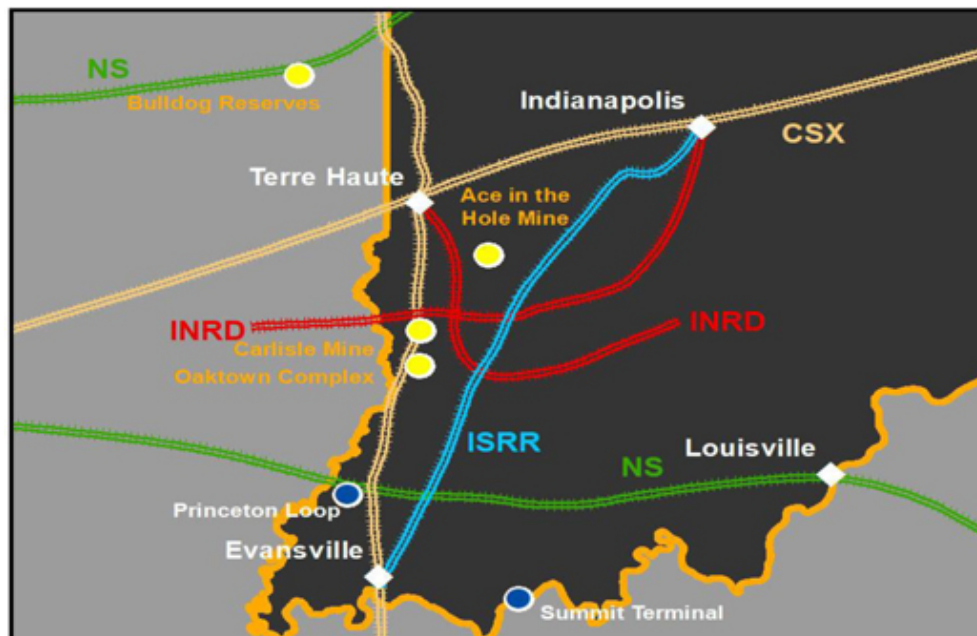 NS
Bulldog Reserves
Indianapolis
CSX
Terre Haute
Ace in the
Hole Mine
INRD
INRD
Carlisle Mine
Oaktown Complex
ISRR
Louisville
NS
Princeton Loop
Evansville
Summit Terminal